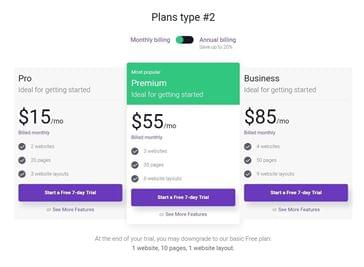 Plans type #2
Monthly billing
Annual billing
Save up to 20%
Pro
Ideal for getting started
$15/mo
Billed monthly
2 websites
20 pages
3 website layouts
Start a Free 7-day Trial
or See More Features
Most popular
Premium
Ideal for getting started
$55/mo
Billed monthly
3 websites
35 pages
6 website layouts
Start a Free 7-day Trial
or See More Features
Business
Ideal for getting started
$85/mo
Billed monthly
4 websites
50 pages
9 website layouts
Start a Free 7-day Trial
or See More Features
At the end of your trial, you may downgrade to our basic Free plan:
1 website, 10 pages, 1 website layout.